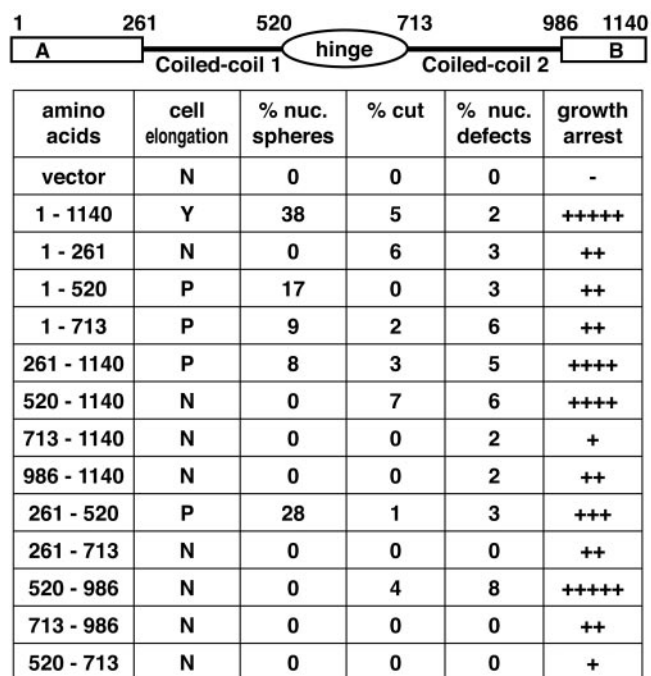 1 261 520 713 986 1140
A hinge B
Coiled-coil 1 Coiled-coil 2
amino acids cell elongation % nuc. spheres % cut % nuc. defects growth arrest
vector N 0 0 0 -
1 - 1140 Y 38 5 2 +++++
1 - 261 N 0 6 3 ++
1 - 520 P 17 0 3 ++
1 - 713 P 9 2 6 ++
261 - 1140 P 8 3 5 ++++
520 - 1140 N 0 7 6 ++++
713 - 1140 N 0 0 2 +
986 - 1140 N 0 0 2 ++
261 - 520 P 28 1 3 +++
261 - 713 N 0 0 0 ++
520 - 986 N 0 4 8 +++++
713 - 986 N 0 0 0 ++
520 - 713 N 0 0 0 +